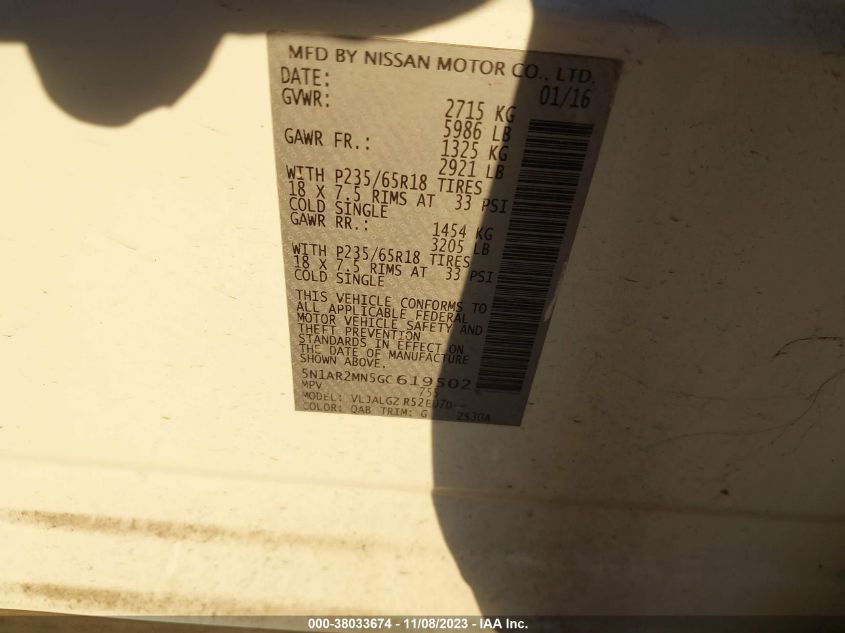 MFD BY NISSAN MOTOR CO., LTD.
DATE: 01/16
GVWR: 2715 KG
5986 LB
GAWR FR.: 1325 KG
2921 LB
WITH P235/65R18 TIRES
18 X 7.5 RIMS AT 33 PSI
COLD SINGLE
GAWR RR.: 1454 KG
3205 LB
WITH P235/65R18 TIRES
18 X 7.5 RIMS AT 33 PSI
COLD SINGLE
THIS VEHICLE CONFORMS TO
ALL APPLICABLE FEDERAL
MOTOR VEHICLE SAFETY AND
THEFT PREVENTION
STANDARDS IN EFFECT ON
THE DATE OF MANUFACTURE
SHOWN ABOVE.
5N1AR2MN5GC619502
MPV 755
MODEL:
COLOR: QAB TRIM: G 2530A
000-38033674 - 11/08/2023 - IAA Inc.